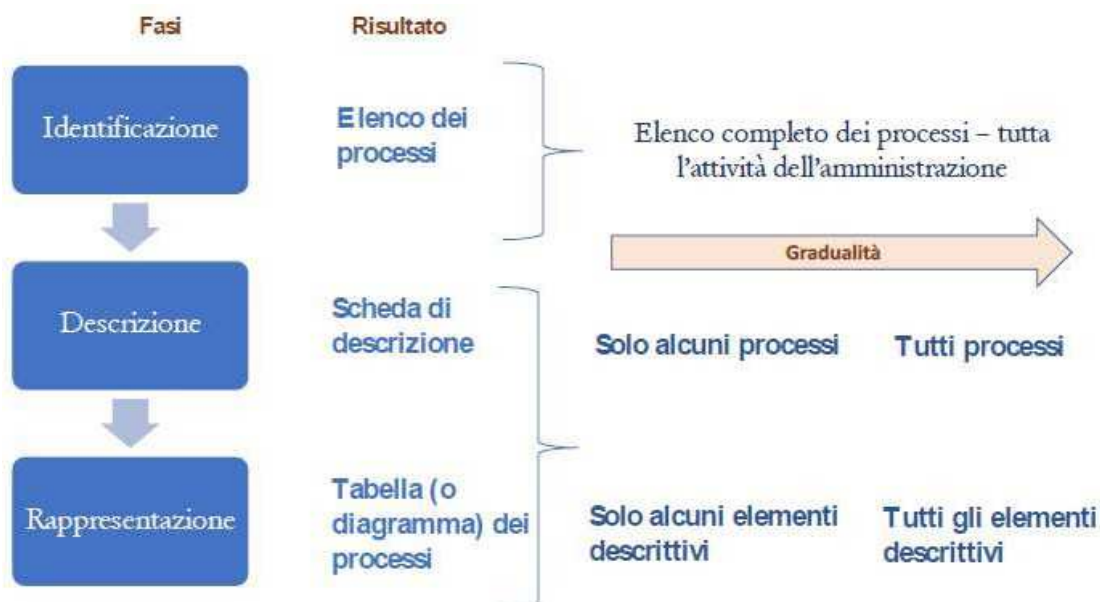 Fasi
Risultato
Identificazione
Elenco dei
processi
Elenco completo dei processi – tutta
l'attività dell'amministrazione
Gradualità
Descrizione
Scheda di
descrizione
Solo alcuni processi
Tutti processi
Rappresentazione
Tabella (o
diagramma) dei
processi
Solo alcuni elementi
descrittivi
Tutti gli elementi
descrittivi